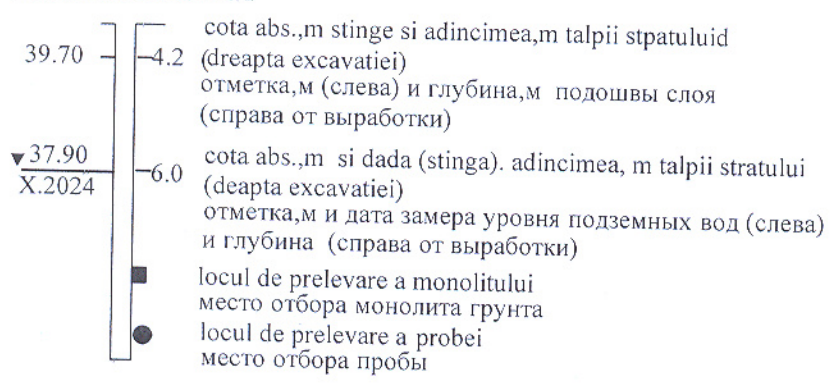 cota abs.,m stinge si adincimea,m talpii stpatuluid
39.70 4.2 (dreapta excavatiei)
отметка,м (слева) и глубина,м подошвы слоя
(справа от выработки)
37.90 cota abs.,m si dada (stinga). adincimea, m talpii stratului
X.2024 6.0 (deapta excavatiei)
отметка,м и дата замера уровня подземных вод (слева)
и глубина (справа от выработки)
locul de prelevare a monolitului
место отбора монолита грунта
locul de prelevare a probei
место отбора пробы